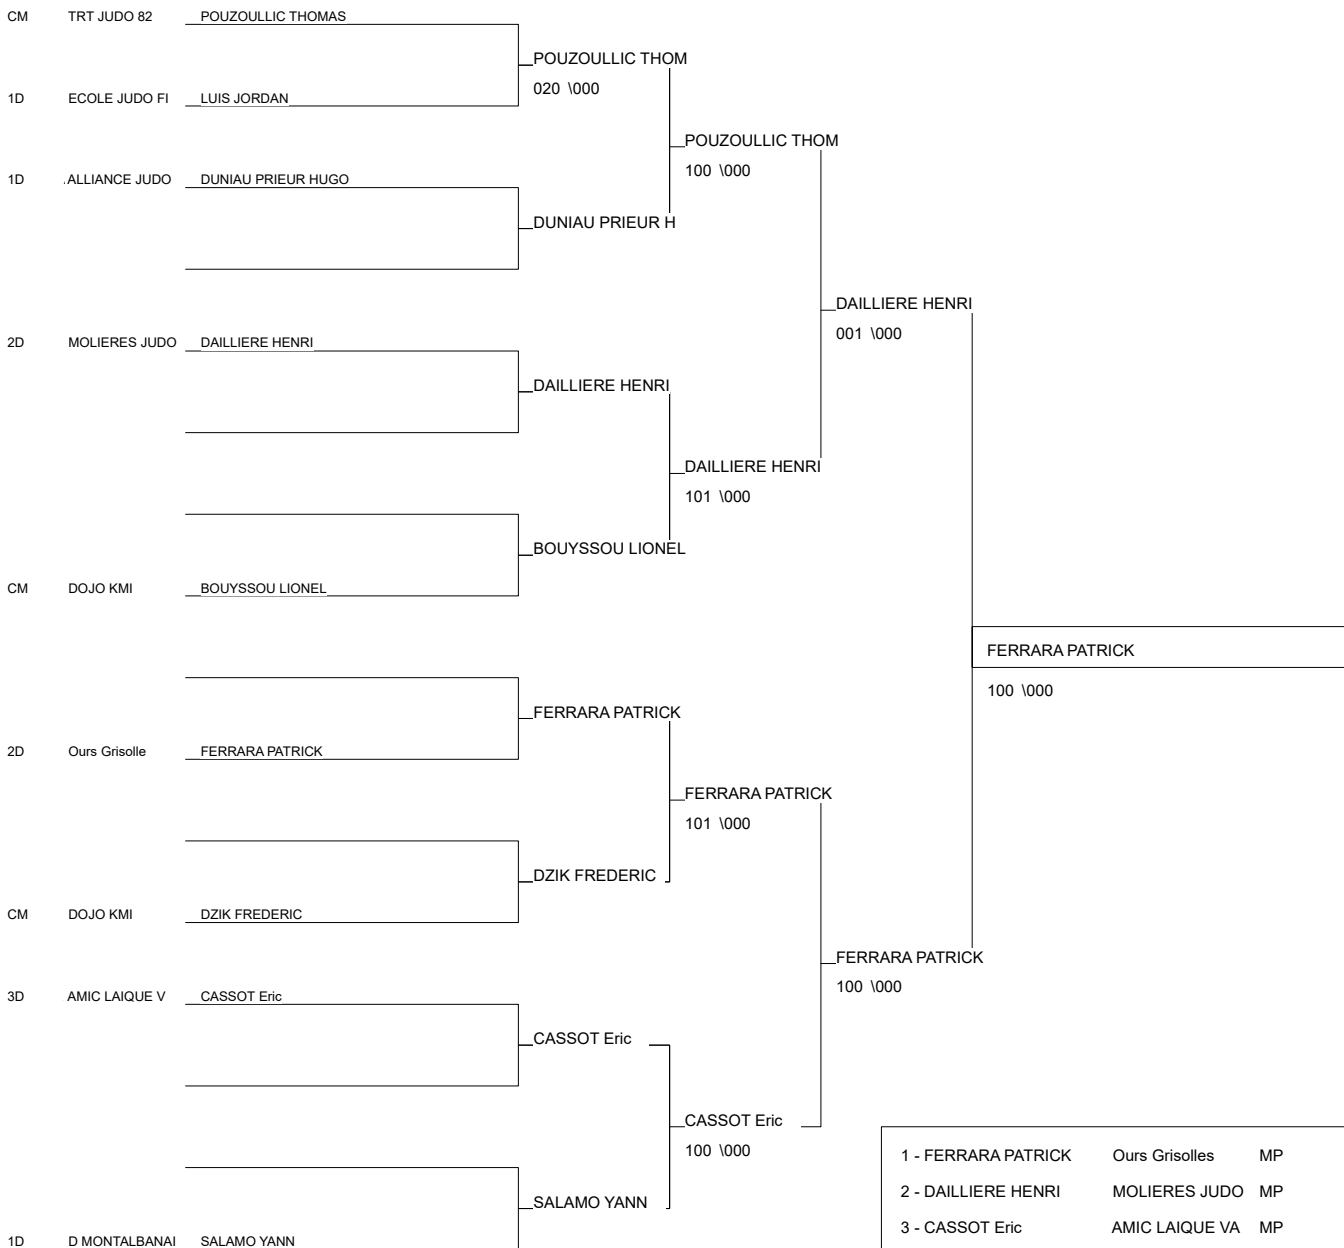 CM TRT JUDO 82 POUZOULLIC THOMAS
POUZOULLIC THOM
020 \000
1D ECOLE JUDO FI LUIS JORDAN
POUZOULLIC THOM
100 \000
1D ALLIANCE JUDO DUNIAU PRIEUR HUGO
DUNIAU PRIEUR H
DAILLIERE HENRI
001 \000
2D MOLIERES JUDO DAILLIERE HENRI
DAILLIERE HENRI
DAILLIERE HENRI
101 \000
BOUYSSOU LIONEL
CM DOJO KMI BOUYSSOU LIONEL
FERRARA PATRICK
100 \000
FERRARA PATRICK
2D Ours Grisolle FERRARA PATRICK
FERRARA PATRICK
101 \000
DZIK FREDERIC
CM DOJO KMI DZIK FREDERIC
FERRARA PATRICK
100 \000
3D AMIC LAIQUE V CASSOT Eric
CASSOT Eric
CASSOT Eric
100 \000
1 - FERRARA PATRICK Ours Grisolles MP
2 - DAILLIERE HENRI MOLIERES JUDO MP
SALAMO YANN
3 - CASSOT Eric AMIC LAIQUE VA MP
1D D MONTALBANAI SALAMO YANN